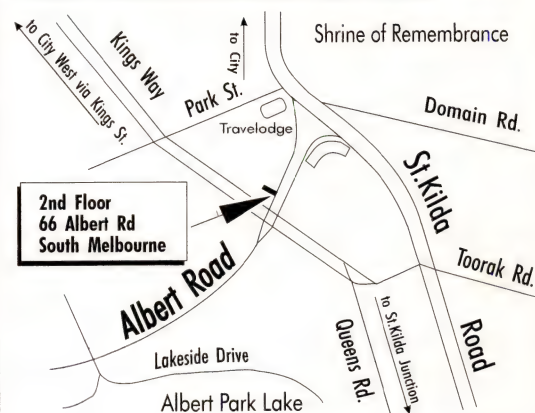 to City West via Kings St.
Kings Way
to City
Shrine of Remembrance
Park St.
Travelodge
Domain Rd.
St.Kilda
2nd Floor
66 Albert Rd
South Melbourne
Toorak Rd.
Albert Road
Queens Rd.
to St.Kilda Junction
Road
Lakeside Drive
Albert Park Lake